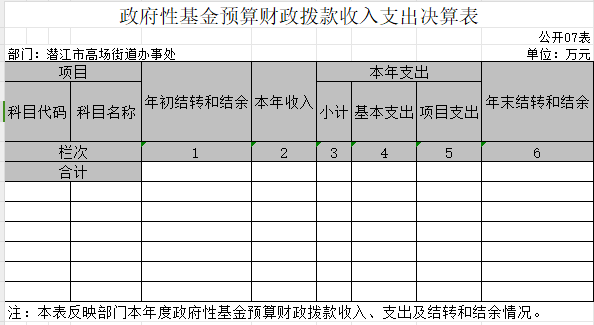 政府性基金预算财政拨款收入支出决算表
公开07表
部门：潜江市高场街道办事处 单位：万元
项目 年初结转和结余 本年收入 本年支出 年末结转和结余
科目代码 科目名称 小计 基本支出 项目支出
栏次 1 2 3 4 5 6
合计
注：本表反映部门本年度政府性基金预算财政拨款收入、支出及结转和结余情况。